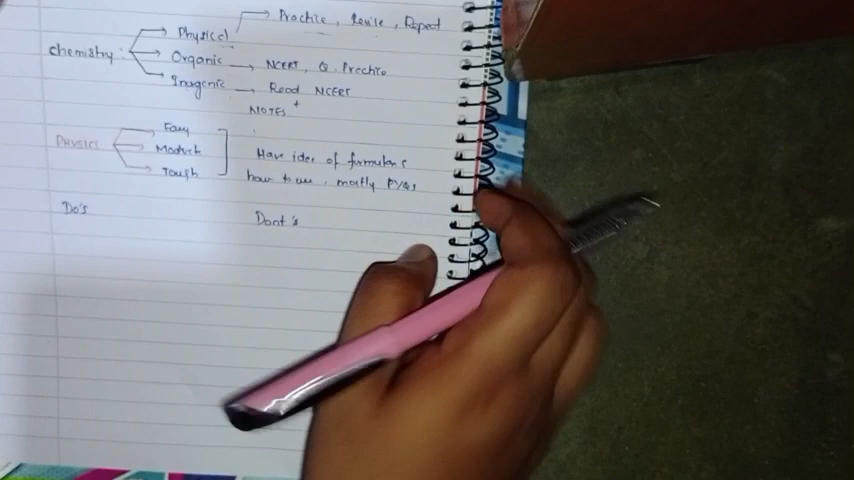 Physical → Practice, Revise, Repeat
Chemistry: → Organic → NCERT, Q. Practice
Inorganic → Read NCERT
+
NOTES
PHYSICS → Easy
→ Moderate
→ Tough
Have idea of formulas &
how to use, mostly PYQs
Do's Dont's